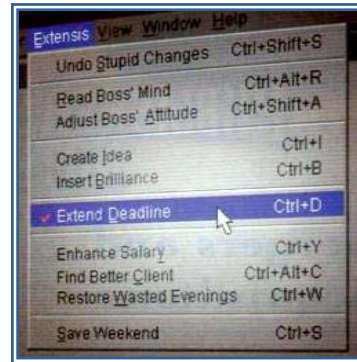 Extensis View Window Help
Undo Stupid Changes Ctrl+Shift+S
Read Boss' Mind Ctrl+Alt+R
Adjust Boss' Attitude Ctrl+Shift+A
Create Idea Ctrl+I
Insert Brilliance Ctrl+B
Extend Deadline Ctrl+D
Enhance Salary Ctrl+Y
Find Better Client Ctrl+Alt+C
Restore Wasted Evenings Ctrl+W
Save Weekend Ctrl+S